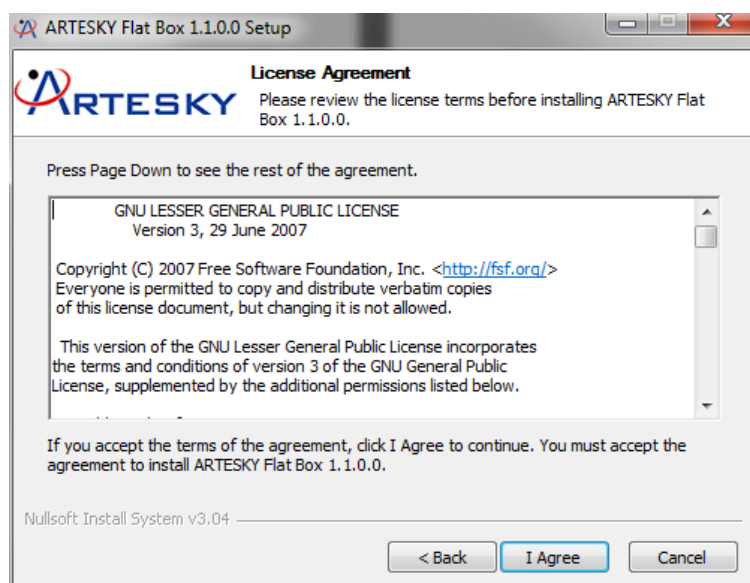 ARTESKY Flat Box 1.1.0.0 Setup
ARTESKY
License Agreement
Please review the license terms before installing ARTESKY Flat
Box 1.1.0.0.
Press Page Down to see the rest of the agreement.
GNU LESSER GENERAL PUBLIC LICENSE
Version 3, 29 June 2007
Copyright (C) 2007 Free Software Foundation, Inc. <http://fsf.org/>
Everyone is permitted to copy and distribute verbatim copies
of this license document, but changing it is not allowed.
This version of the GNU Lesser General Public License incorporates
the terms and conditions of version 3 of the GNU General Public
License, supplemented by the additional permissions listed below.
If you accept the terms of the agreement, click I Agree to continue. You must accept the
agreement to install ARTESKY Flat Box 1.1.0.0.
Nullsoft Install System v3.04
< Back
I Agree
Cancel